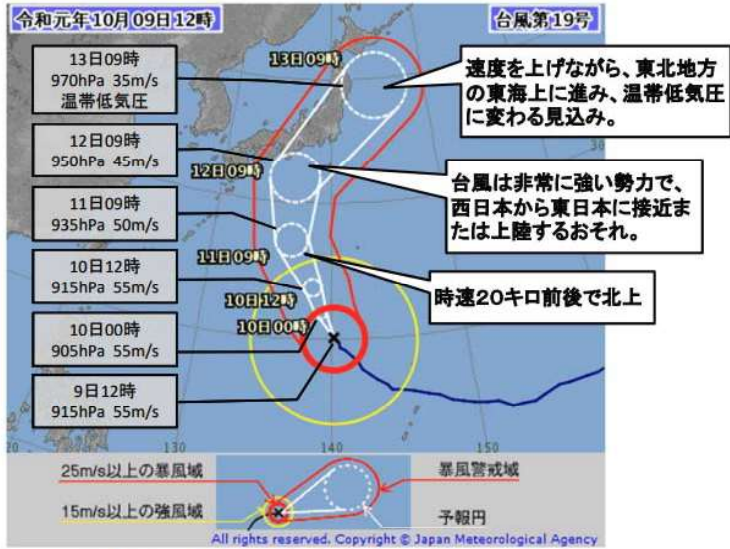 令和元年10月09日12時
台風第19号
13日09時
970hPa 35m/s
温帯低気圧
12日09時
950hPa 45m/s
11日09時
935hPa 50m/s
10日12時
915hPa 55m/s
10日00時
905hPa 55m/s
9日12時
915hPa 55m/s
13日09時
12日09時
11日09時
10日12時
10日00時
速度を上げながら、東北地方
の東海上に進み、温帯低気圧
に変わる見込み。
台風は非常に強い勢力で、
西日本から東日本に接近ま
たは上陸するおそれ。
時速20キロ前後で北上
30
20
130
140
150
25m/s以上の暴風域
15m/s以上の強風域
暴風警戒域
予報円
All rights reserved. Copyright © Japan Meteorological Agency